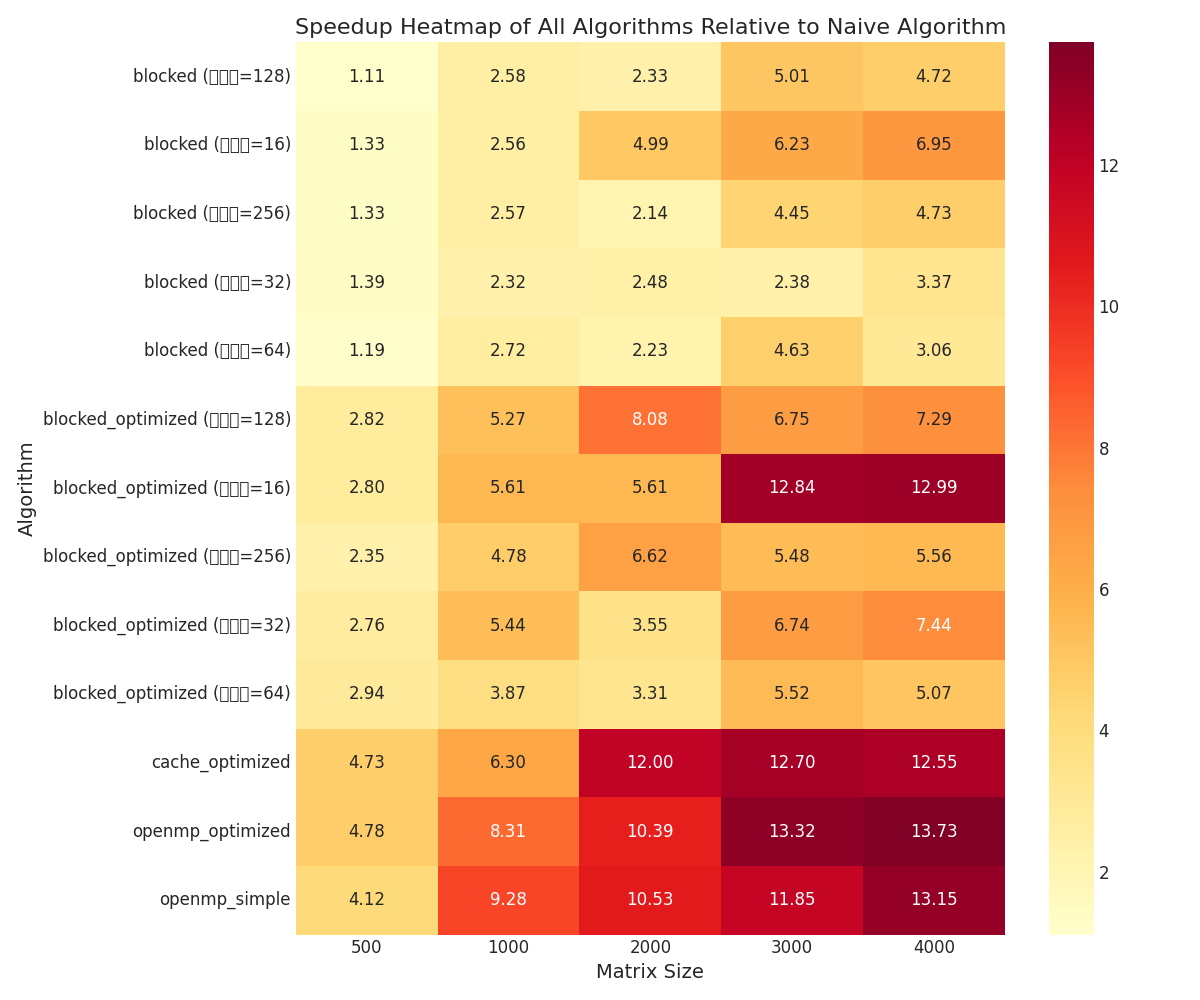 Speedup Heatmap of All Algorithms Relative to Naive Algorithm
blocked (□□□=128) 1.11 2.58 2.33 5.01 4.72
blocked (□□□=16) 1.33 2.56 4.99 6.23 6.95
blocked (□□□=256) 1.33 2.57 2.14 4.45 4.73
blocked (□□□=32) 1.39 2.32 2.48 2.38 3.37
blocked (□□□=64) 1.19 2.72 2.23 4.63 3.06
blocked_optimized (□□□=128) 2.82 5.27 8.08 6.75 7.29
blocked_optimized (□□□=16) 2.80 5.61 5.61 12.84 12.99
blocked_optimized (□□□=256) 2.35 4.78 6.62 5.48 5.56
blocked_optimized (□□□=32) 2.76 5.44 3.55 6.74 7.44
blocked_optimized (□□□=64) 2.94 3.87 3.31 5.52 5.07
cache_optimized 4.73 6.30 12.00 12.70 12.55
openmp_optimized 4.78 8.31 10.39 13.32 13.73
openmp_simple 4.12 9.28 10.53 11.85 13.15
500 1000 2000 3000 4000
Matrix Size
Algorithm
12
10
8
6
4
2